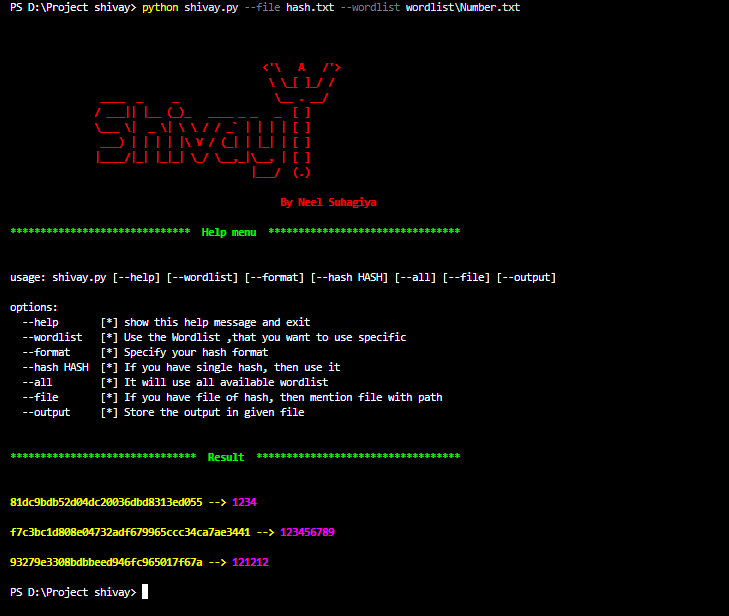 PS D:\Project shivay> python shivay.py --file hash.txt --wordlist wordlist\Number.txt
Shivay
By Neel Suhagiya
****************************** Help menu ********************************
usage: shivay.py [--help] [--wordlist] [--format] [--hash HASH] [--all] [--file] [--output]
options:
--help [*] show this help message and exit
--wordlist [*] Use the Wordlist ,that you want to use specific
--format [*] Specify your hash format
--hash HASH [*] If you have single hash, then use it
--all [*] It will use all available wordlist
--file [*] If you have file of hash, then mention file with path
--output [*] Store the output in given file
******************************* Result **********************************
81dc9bdb52d04dc20036dbd8313ed055 --> 1234
f7c3bc1d808e04732adf679965ccc34ca7ae3441 --> 123456789
93279e3308bdbbeed946fc965017f67a --> 121212
PS D:\Project shivay>